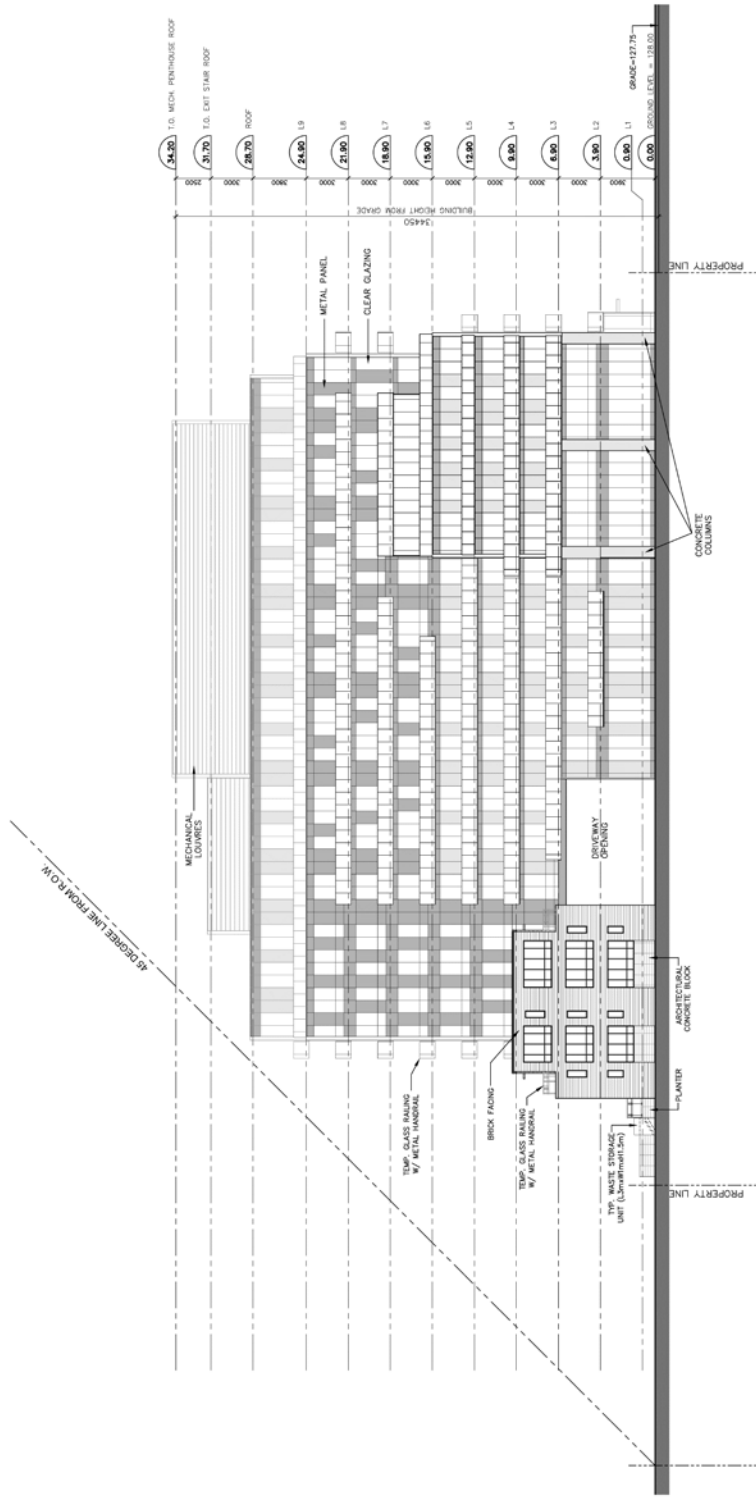 34.20 T.O. MECH. PENTHOUSE ROOF
31.70 T.O. EXIT STAIR ROOF
28.70 ROOF
24.90 L9
21.90 L8
18.90 L7
15.90 L6
12.90 L5
9.90 L4
6.90 L3
3.90 L2
0.90 L1
0.00 GROUND LEVEL = 128.00
GRADE=127.75
2500
3000
3800
3000
3000
3000
3000
3000
3000
3000
34450
BUILDING HEIGHT FROM GRADE
PROPERTY LINE
METAL PANEL
CLEAR GLAZING
CONCRETE
COLUMNS
MECHANICAL
LOUVRES
DRIVEWAY
OPENING
45 DEGREE LINE FROM R.O.W.
TEMP. GLASS RAILING
W/ METAL HANDRAIL
BRICK FACING
TEMP. GLASS RAILING
W/ METAL HANDRAIL
ARCHITECTURAL
CONCRETE BLOCK
PLANTER
TYP. WASTE STORAGE
UNIT (L3mxW1mxH1.5m)
PROPERTY LINE